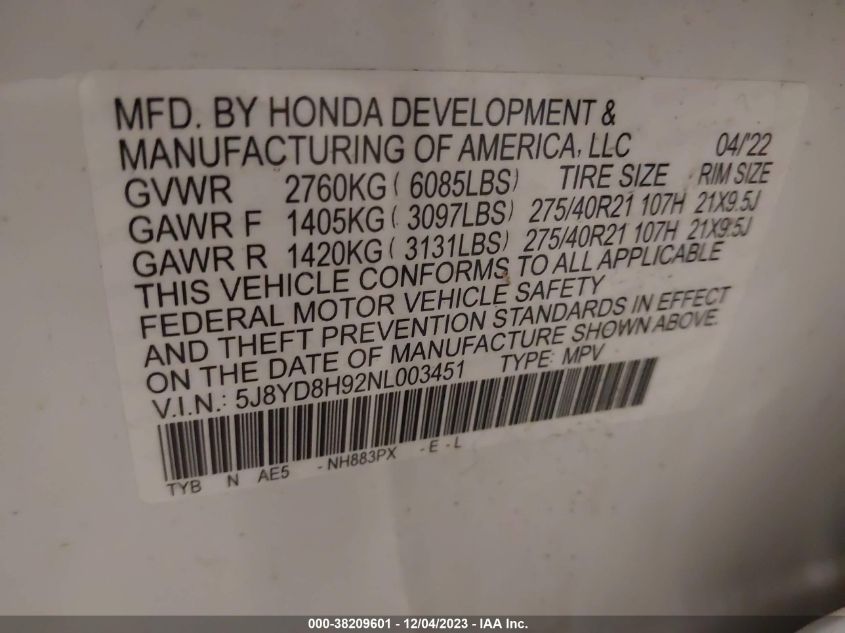 MFD. BY HONDA DEVELOPMENT &
MANUFACTURING OF AMERICA, LLC 04/'22
GVWR 2760KG ( 6085LBS) TIRE SIZE RIM SIZE
GAWR F 1405KG ( 3097LBS) 275/40R21 107H 21X9.5J
GAWR R 1420KG ( 3131LBS) 275/40R21 107H 21X9.5J
THIS VEHICLE CONFORMS TO ALL APPLICABLE
FEDERAL MOTOR VEHICLE SAFETY
AND THEFT PREVENTION STANDARDS IN EFFECT
ON THE DATE OF MANUFACTURE SHOWN ABOVE.
V.I.N.: 5J8YD8H92NL003451 TYPE: MPV
TYB N AE5 -NH883PX -E-L
000-38209601 - 12/04/2023 - IAA Inc.